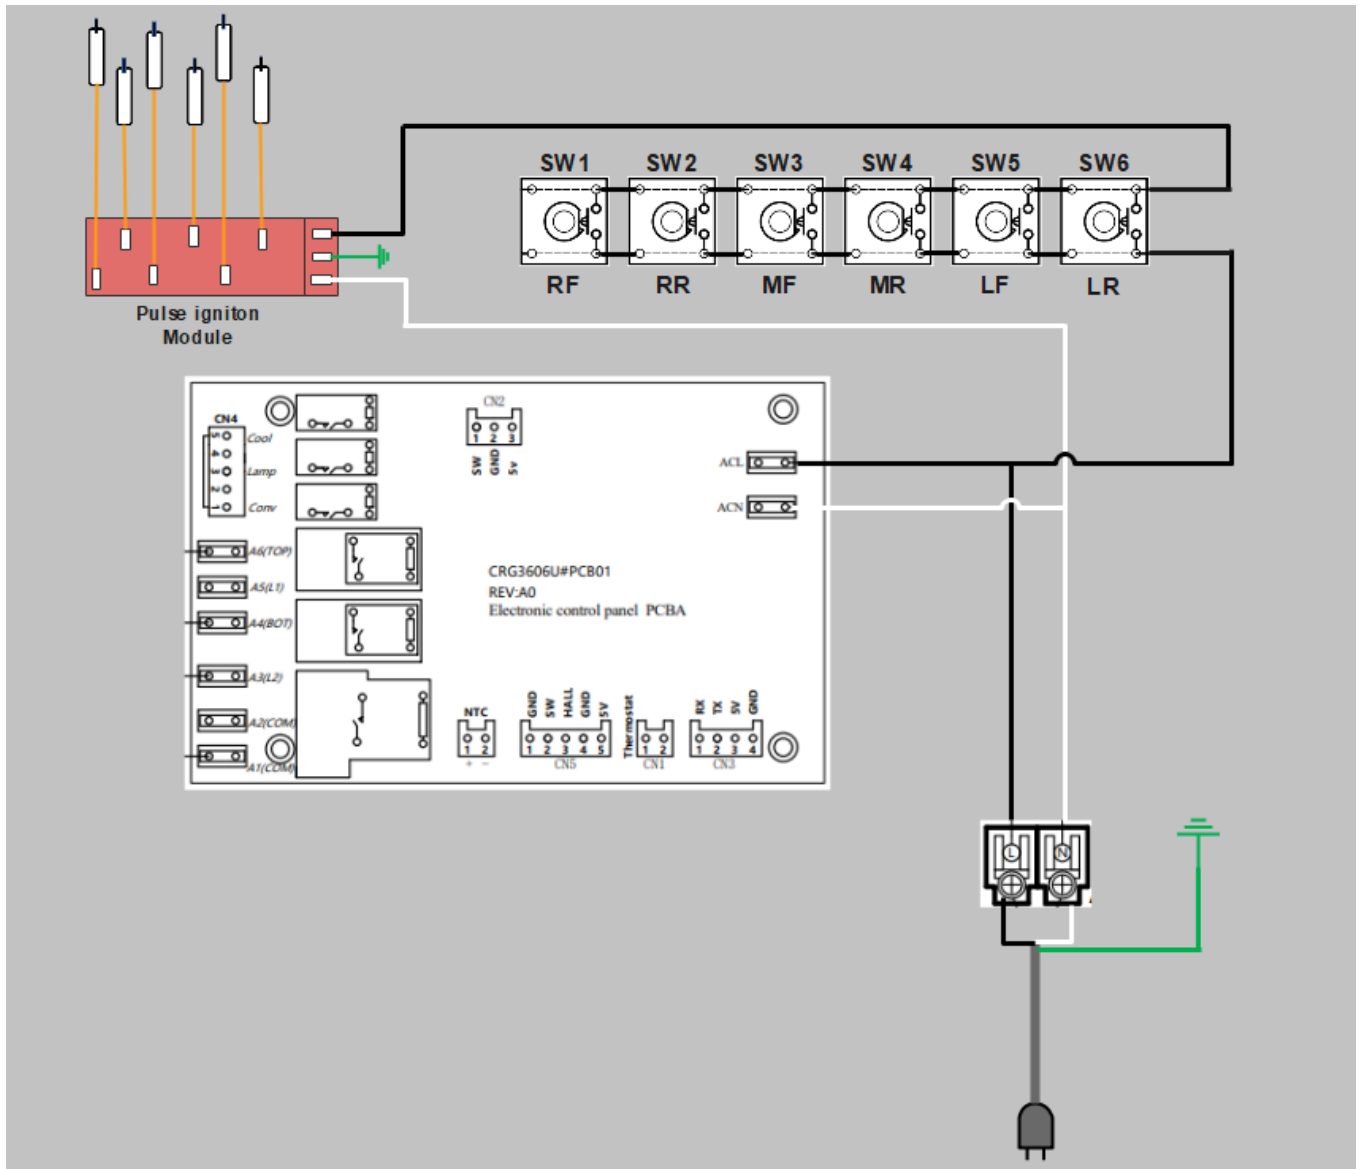 SW1 SW2 SW3 SW4 SW5 SW6
RF RR MF MR LF LR
Pulse igniton
Module
CN4
5 Cool
4
3 Lamp
2
1 Conv
CN2
1 2 3
SW GND 5v
ACL
ACN
A6(TOP)
A5(L1)
A4(BOT)
A3(L2)
A2(COM)
A1(COM)
CRG3606U#PCB01
REV:A0
Electronic control panel PCBA
NTC
1 2
+ −
GND SW HALL GND 5V
1 2 3 4 5
CN5
Thermostat
1 2
CN1
RX TX 5V GND
1 2 3 4
CN3
L N